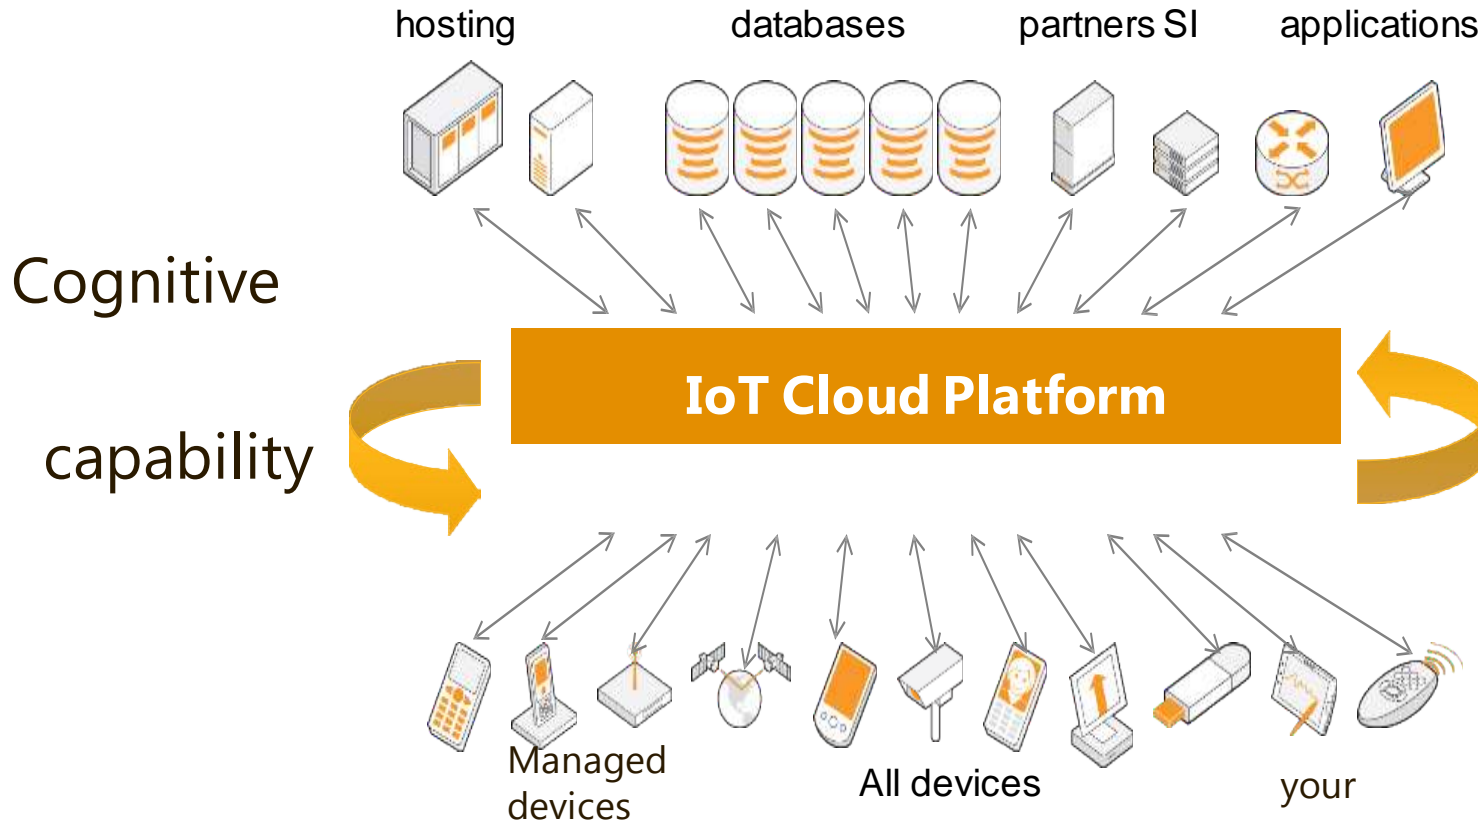 hosting
databases
partners SI
applications
Cognitive
IoT Cloud Platform
capability
Managed
devices
All devices
your